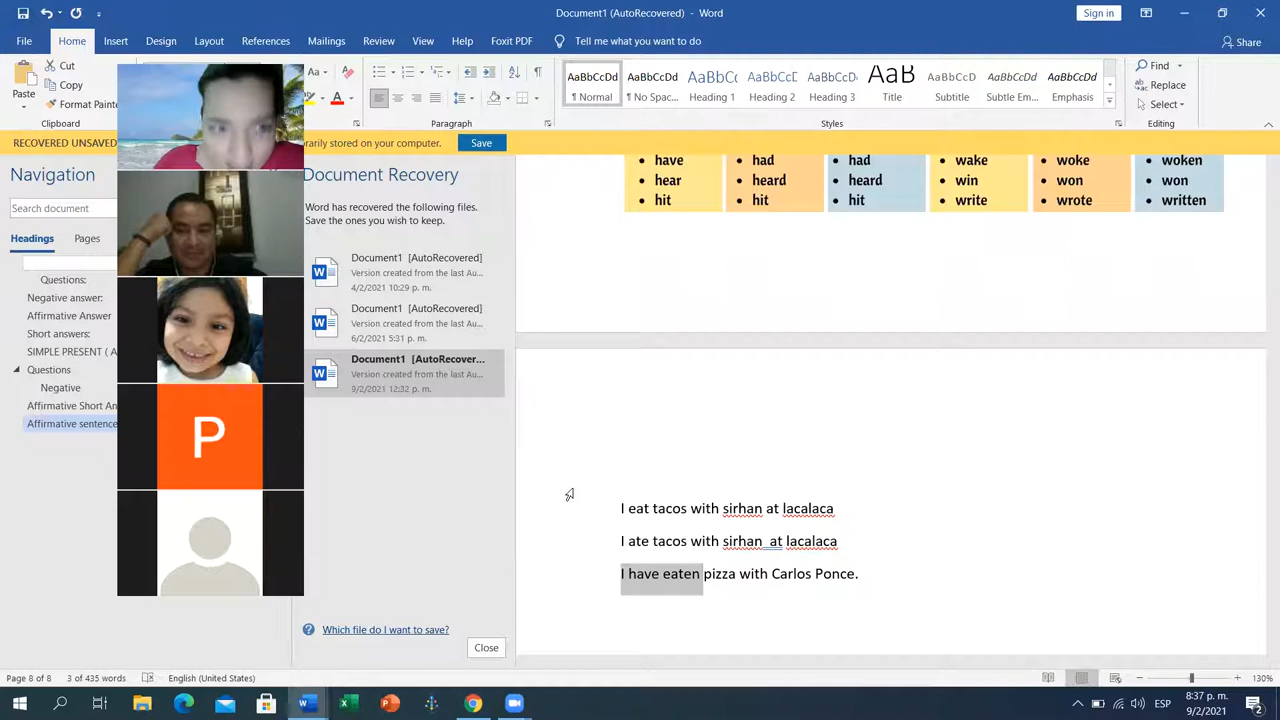 Document1 (AutoRecovered) - Word
Sign in
File Home Insert Design Layout References Mailings Review View Help Foxit PDF Tell me what you want to do
Share
Paste
Cut
Copy
Format Painter
Clipboard
Aa
A
AaBbCcDd
¶ Normal
AaBbCcDd
¶ No Spac...
AaBbCc
Heading 1
AaBbCcC
Heading 2
AaBbCcD
Heading 3
AaB
Title
AaBbCcD
Subtitle
AaBbCcDd
Subtle Em...
AaBbCcDd
Emphasis
Styles
Find
Replace
Select
Editing
RECOVERED UNSAVED
rarily stored on your computer.
Save
Navigation
Search document
Headings Pages
Questions:
Negative answer:
Affirmative Answer
Short answers:
SIMPLE PRESENT ( A
Questions
Negative
Affirmative Short An
Affirmative sentence
P
Document Recovery
Word has recovered the following files.
Save the ones you wish to keep.
Document1 [AutoRecovered]
Version created from the last Au...
4/2/2021 10:29 p. m.
Document1 [AutoRecovered]
Version created from the last Au...
6/2/2021 5:31 p. m.
Document1 [AutoRecover...
Version created from the last Au...
9/2/2021 12:32 p. m.
Which file do I want to save?
Close
• have • had • had • wake • woke • woken
• hear • heard • heard • win • won • won
• hit • hit • hit • write • wrote • written
I eat tacos with sirhan at lacalaca
I ate tacos with sirhan at lacalaca
I have eaten pizza with Carlos Ponce.
Page 8 of 8 3 of 435 words English (United States)
130%
ESP
8:37 p. m.
9/2/2021